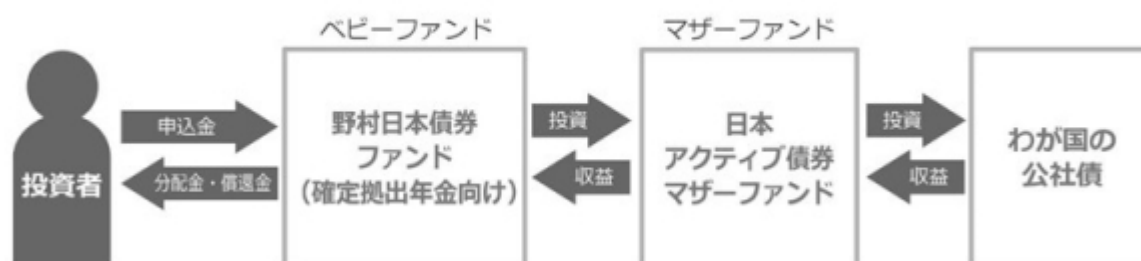 ベビーファンド
マザーファンド
投資者
申込金
分配金・償還金
野村日本債券
ファンド
（確定拠出年金向け）
投資
収益
日本
アクティブ債券
マザーファンド
投資
収益
わが国の
公社債